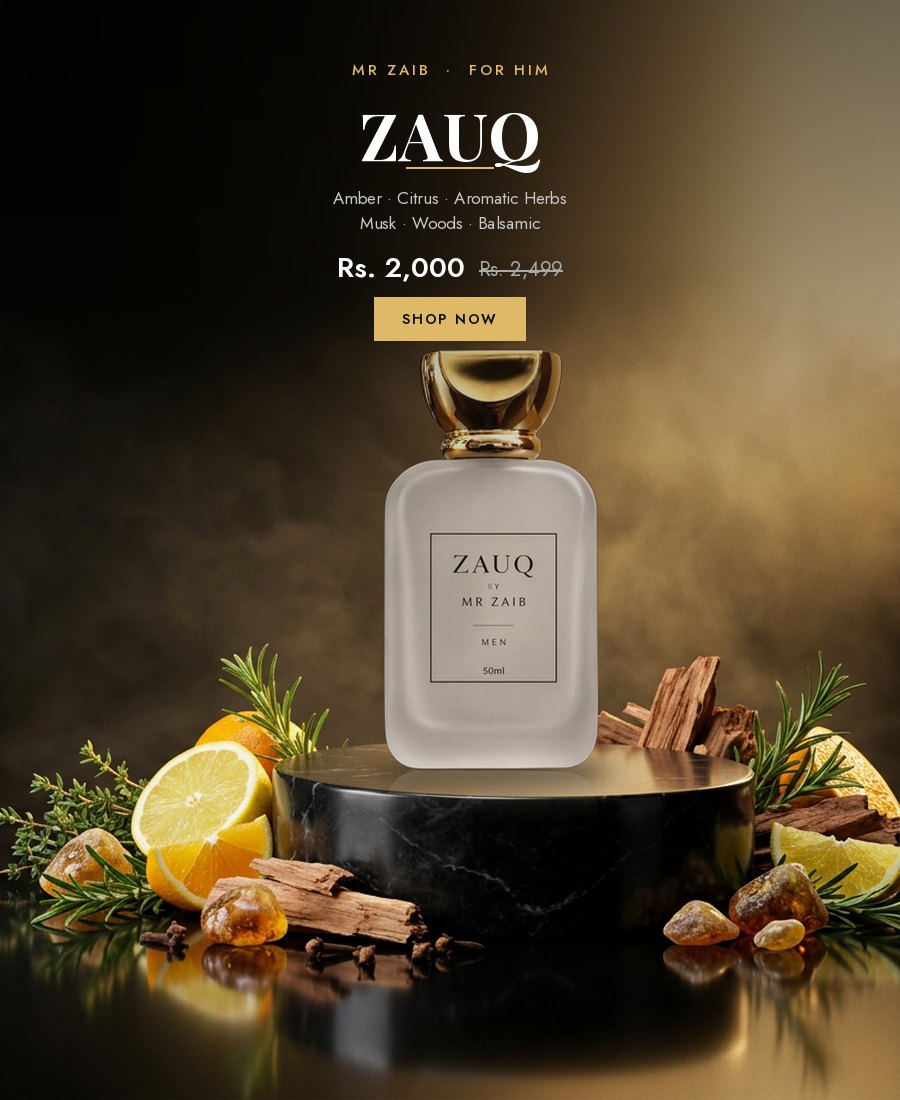 MR ZAIB · FOR HIM
ZAUQ
Amber · Citrus · Aromatic Herbs
Musk · Woods · Balsamic
Rs. 2,000 Rs. 2,499
SHOP NOW
ZAUQ
BY
MR ZAIB
MEN
50ml